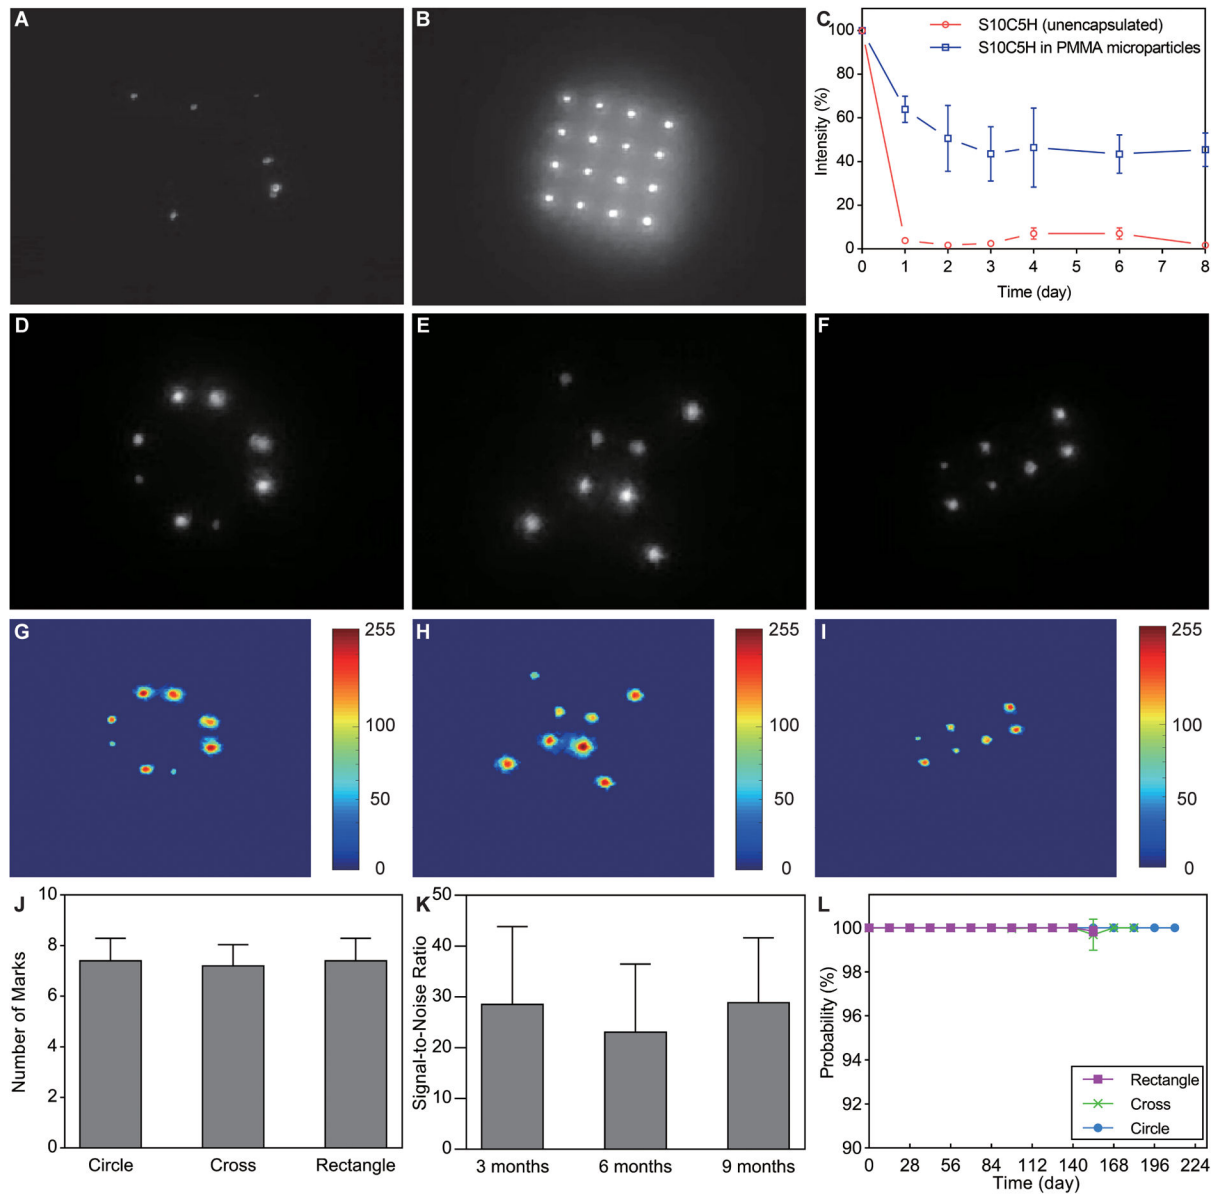 A
B
C
S10C5H (unencapsulated)
S10C5H in PMMA microparticles
Intensity (%)
100
80
60
40
20
0
0 1 2 3 4 5 6 7 8
Time (day)
D
E
F
G
255
100
50
0
H
255
100
50
0
I
255
100
50
0
J
Number of Marks
10
8
6
4
2
0
Circle Cross Rectangle
K
Signal-to-Noise Ratio
50
40
30
20
10
0
3 months 6 months 9 months
L
Probability (%)
100
98
96
94
92
90
Rectangle
Cross
Circle
0 28 56 84 112 140 168 196 224
Time (day)